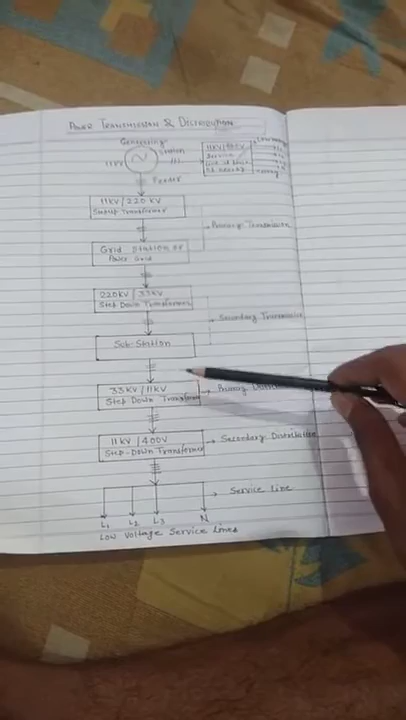 POWER TRANSMISSION & DISTRIBUTION
Generating
Station
11KV
Feeder
11KV/220 KV
Step-up Transformer
Primary Transmission
Grid Station or
Power Grid
220KV / 33KV
Step Down Transformer
Secondary Transmission
Sub-Station
33KV / 11KV
Step Down Transformer
Primary
11KV / 400V
Step-Down Transformer
Secondary Distribution
Service Line
L1 L2 L3 N
LOW VOLTAGE SERVICE LINES